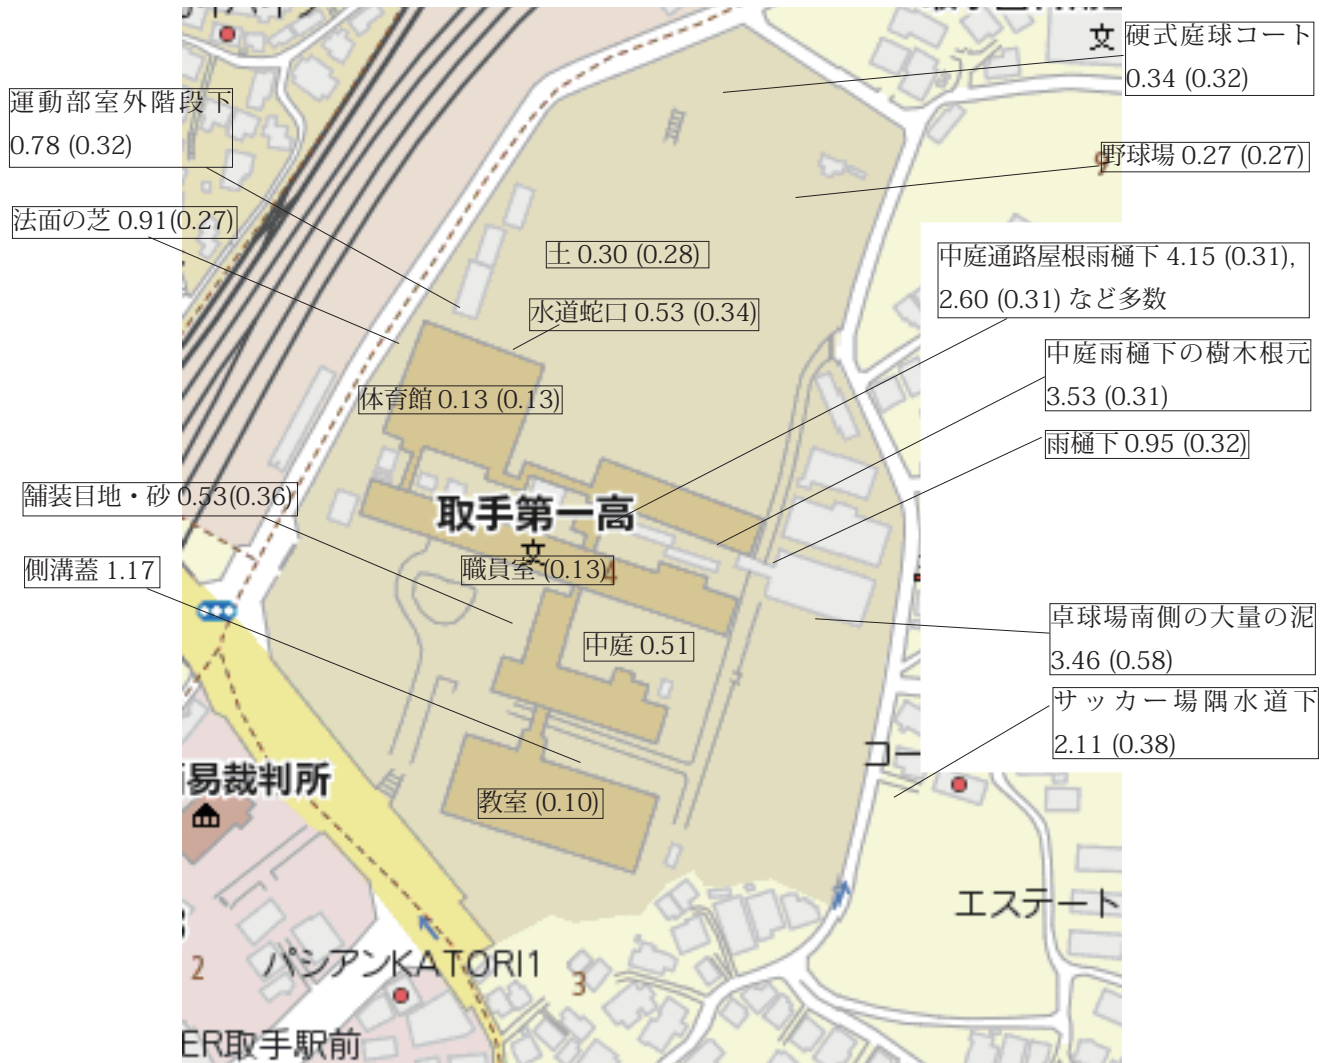 硬式庭球コート
0.34 (0.32)
運動部室外階段下
0.78 (0.32)
野球場 0.27 (0.27)
法面の芝 0.91(0.27)
土 0.30 (0.28)
中庭通路屋根雨樋下 4.15 (0.31),
2.60 (0.31) など多数
水道蛇口 0.53 (0.34)
中庭雨樋下の樹木根元
3.53 (0.31)
体育館 0.13 (0.13)
雨樋下 0.95 (0.32)
舗装目地・砂 0.53(0.36)
取手第一高
文
側溝蓋 1.17
職員室 (0.13)
4
卓球場南側の大量の泥
3.46 (0.58)
中庭 0.51
サッカー場隅水道下
2.11 (0.38)
コー
易裁判所
教室 (0.10)
エステート
パシアンKATORI1
2
3
ER取手駅前
文
9